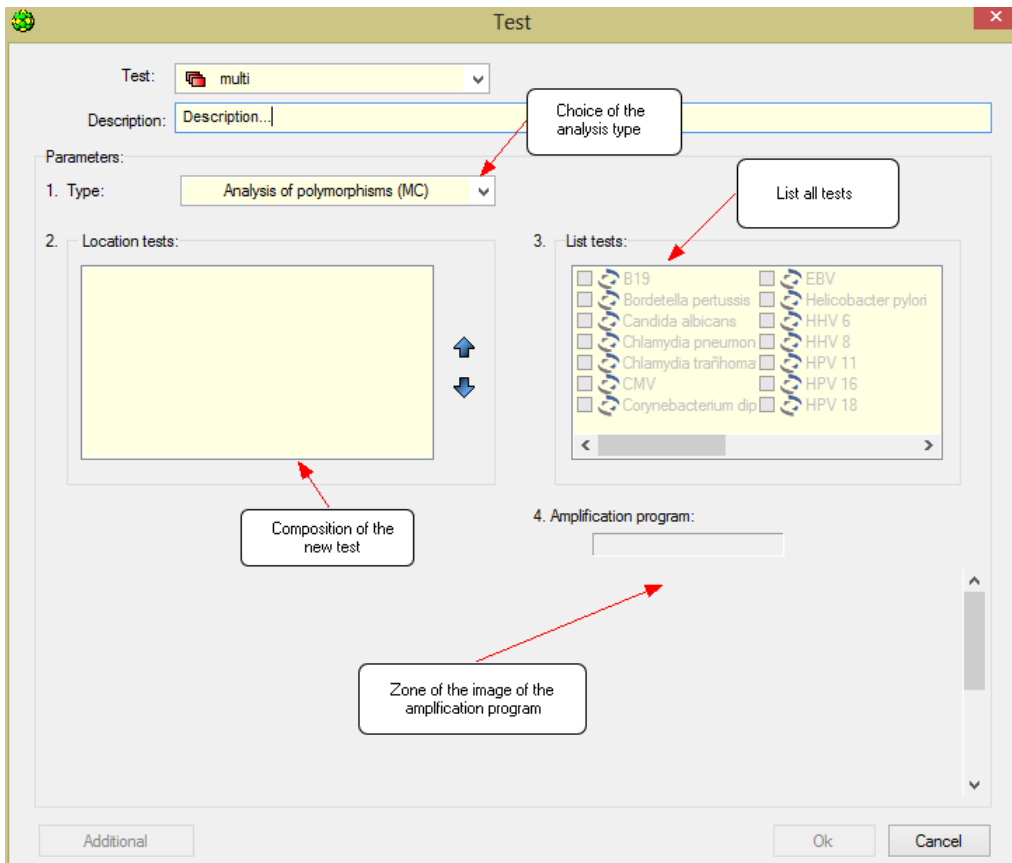 Test
Test:
multi
Description:
Description...
Choice of the
analysis type
Parameters:
1. Type:
Analysis of polymorphisms (MC)
List all tests
2. Location tests:
3. List tests:
B19
EBV
Bordetella pertussis
Helicobacter pylori
Candida albicans
HHV 6
Chlamydia pneumon
HHV 8
Chlamydia trañhoma
HPV 11
CMV
HPV 16
Corynebacterium dip
HPV 18
Composition of the
new test
4. Amplification program:
Zone of the image of the
amplfication program
Additional
Ok
Cancel